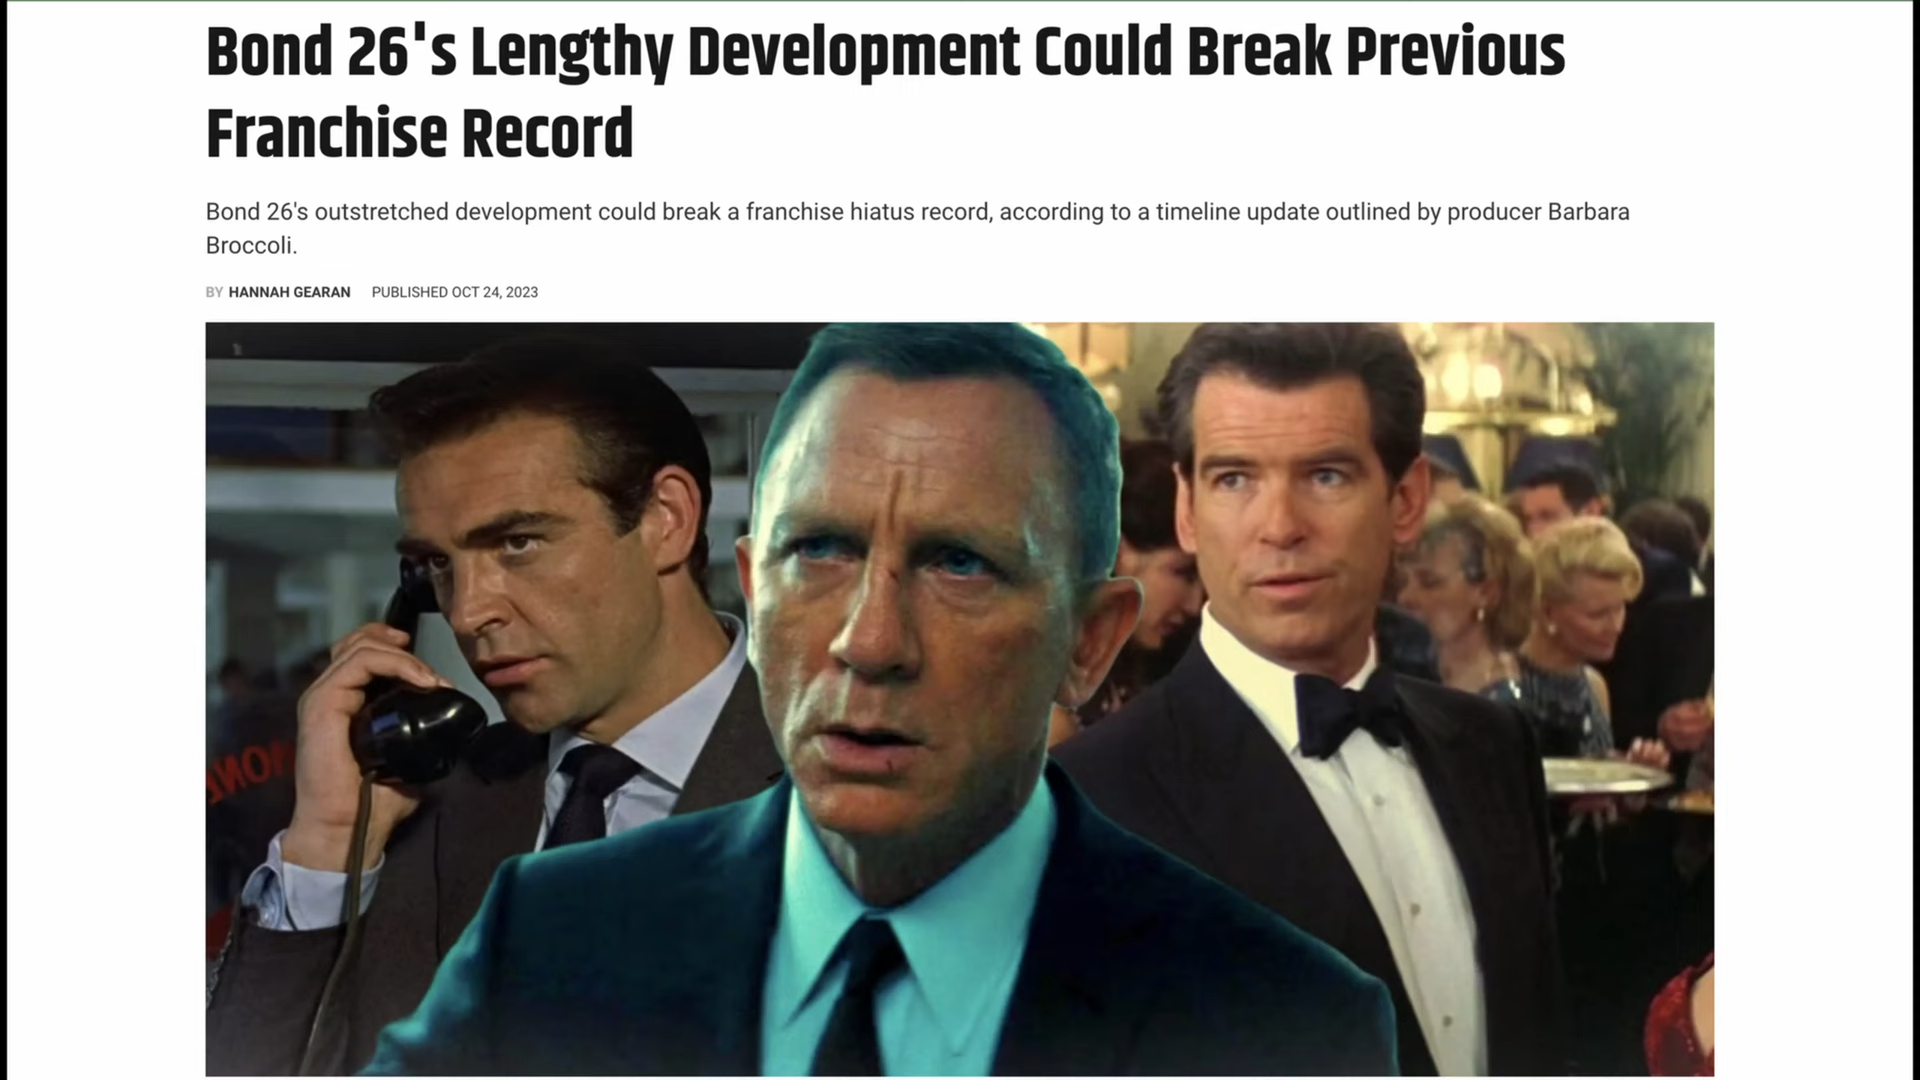 Bond 26's Lengthy Development Could Break Previous
Franchise Record
Bond 26's outstretched development could break a franchise hiatus record, according to a timeline update outlined by producer Barbara
Broccoli.
BY HANNAH GEARAN PUBLISHED OCT 24, 2023